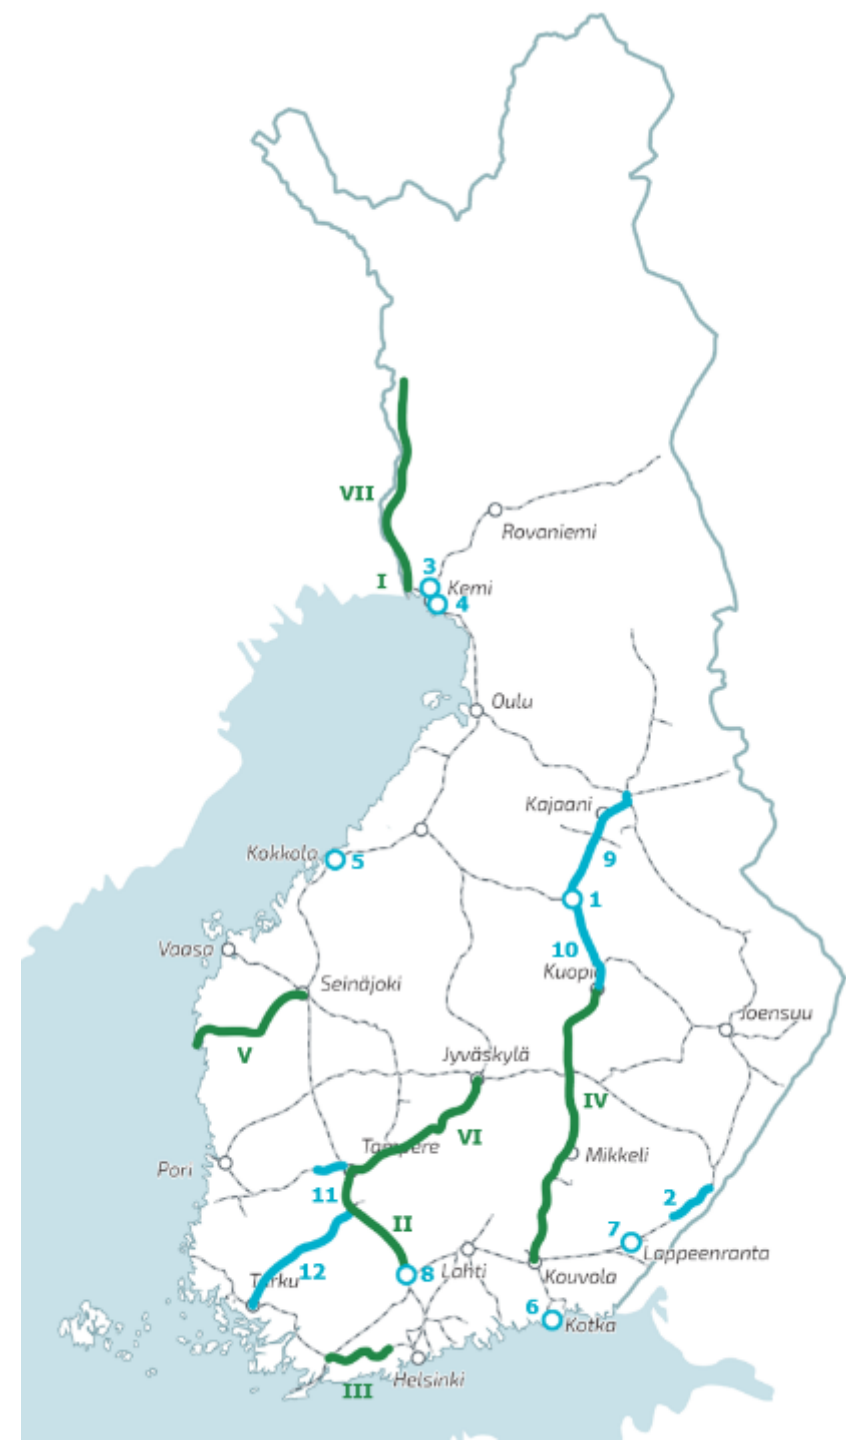 VII
Rovaniemi
3
I
Kemi
4
Oulu
Kajaani
Kokkola
5
9
1
Vaasa
10
Kuopio
Seinäjoki
Joensuu
V
Jyväskylä
IV
VI
Tampere
Mikkeli
Pori
11
2
II
7
Lappeenranta
12
8
Lahti
Turku
Kouvola
6
Kotka
III
Helsinki